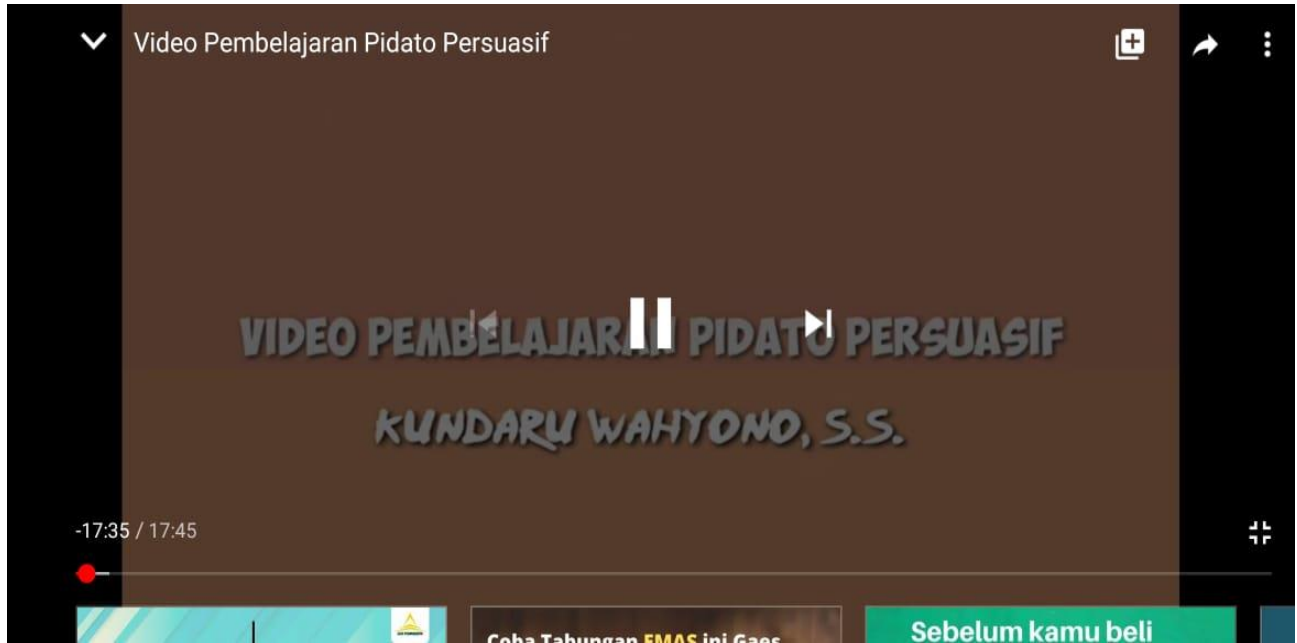 Video Pembelajaran Pidato Persuasif
VIDEO PEMBELAJARAN PIDATO PERSUASIF
KUNDARU WAHYONO, S.S.
-17:35 / 17:45
Coba Tabungan EMAS ini Gaes
Sebelum kamu beli